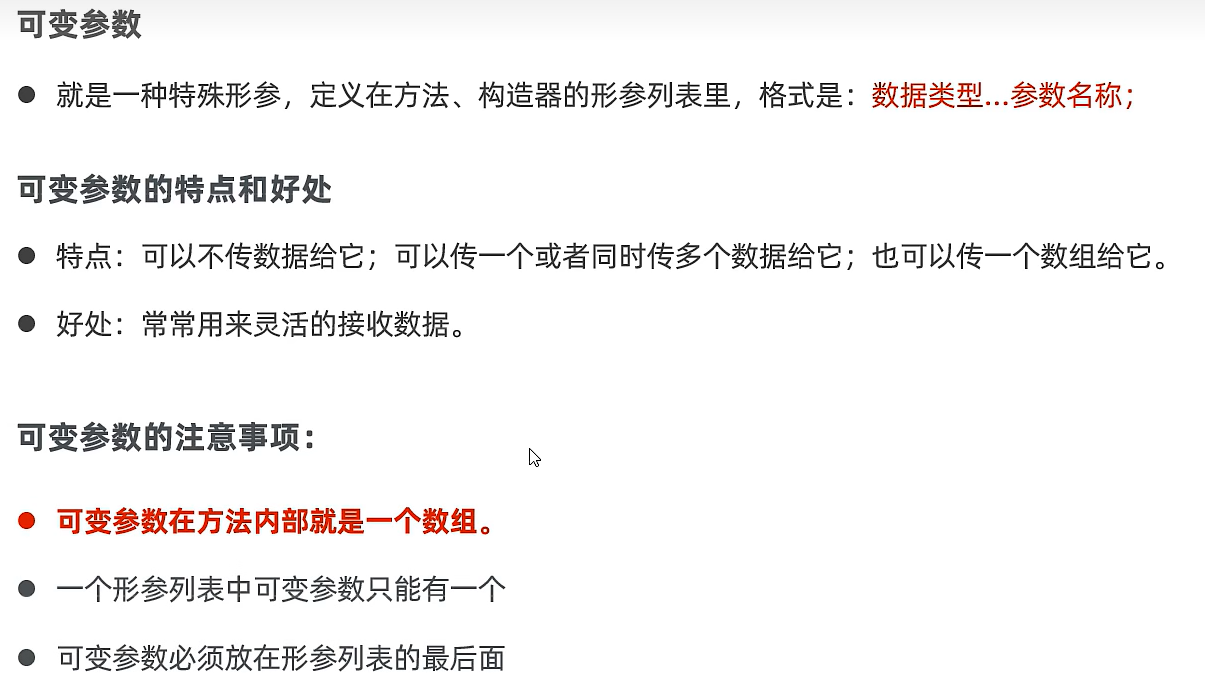 可变参数
● 就是一种特殊形参，定义在方法、构造器的形参列表里，格式是：数据类型...参数名称；
可变参数的特点和好处
● 特点：可以不传数据给它；可以传一个或者同时传多个数据给它；也可以传一个数组给它。
● 好处：常常用来灵活的接收数据。
可变参数的注意事项：
● 可变参数在方法内部就是一个数组。
● 一个形参列表中可变参数只能有一个
● 可变参数必须放在形参列表的最后面